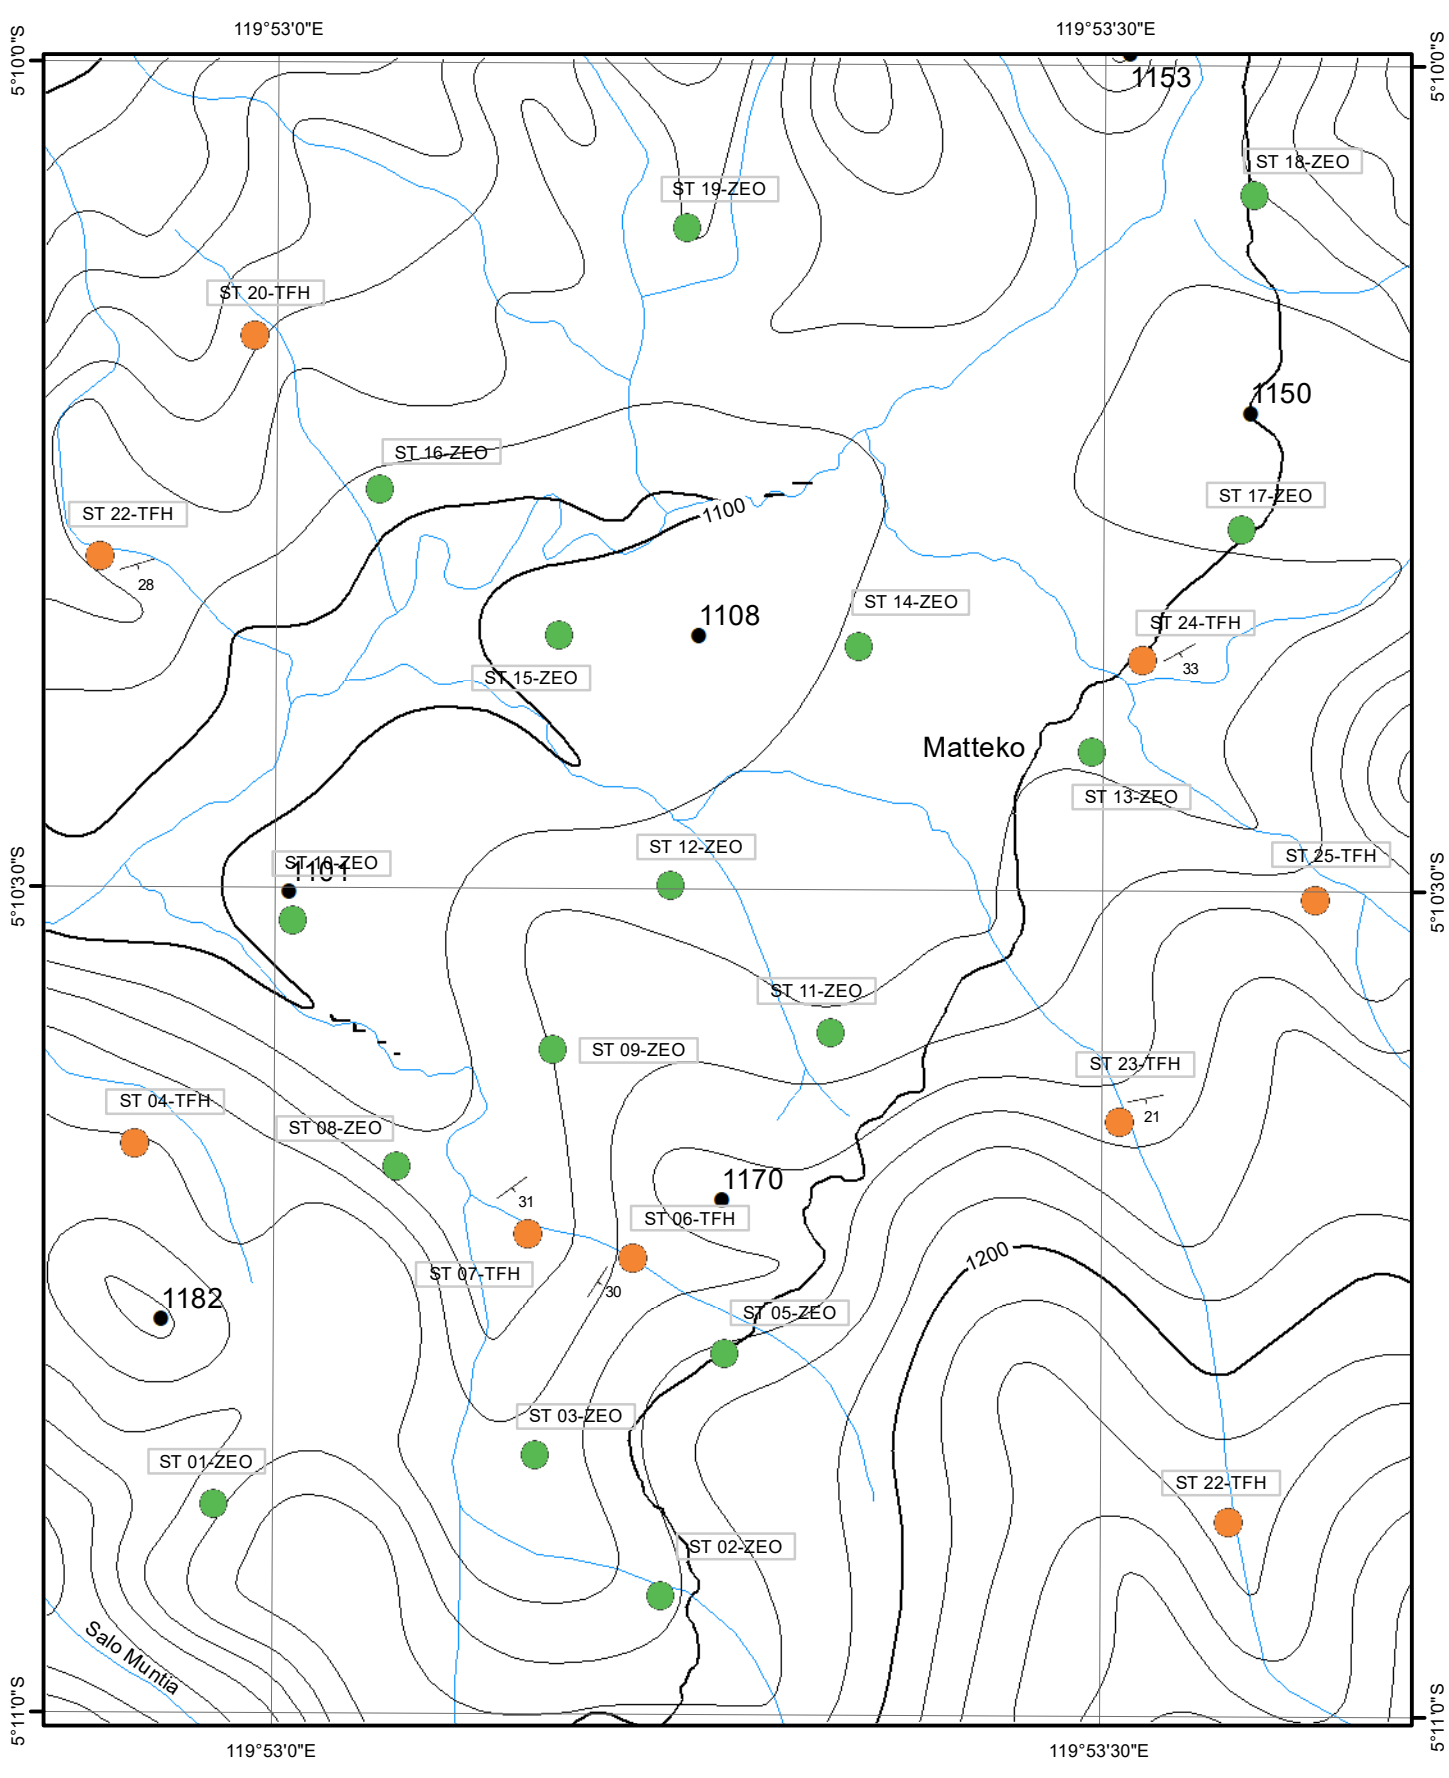 119°53'0"E
119°53'30"E
5°10'0"S
5°10'0"S
1153
ST 18-ZEO
ST 19-ZEO
ST 20-TFH
1150
ST 16-ZEO
ST 17-ZEO
ST 22-TFH
1100
28
ST 14-ZEO
1108
ST 24-TFH
33
ST 15-ZEO
Matteko
ST 13-ZEO
ST 12-ZEO
ST 25-TFH
ST 10-ZEO
1101
5°10'30"S
5°10'30"S
ST 11-ZEO
ST 09-ZEO
ST 23-TFH
ST 04-TFH
21
ST 08-ZEO
1170
31
ST 06-TFH
1200
ST 07-TFH
30
1182
ST 05-ZEO
ST 03-ZEO
ST 01-ZEO
ST 22-TFH
ST 02-ZEO
Salo Muntia
5°11'0"S
5°11'0"S
119°53'0"E
119°53'30"E